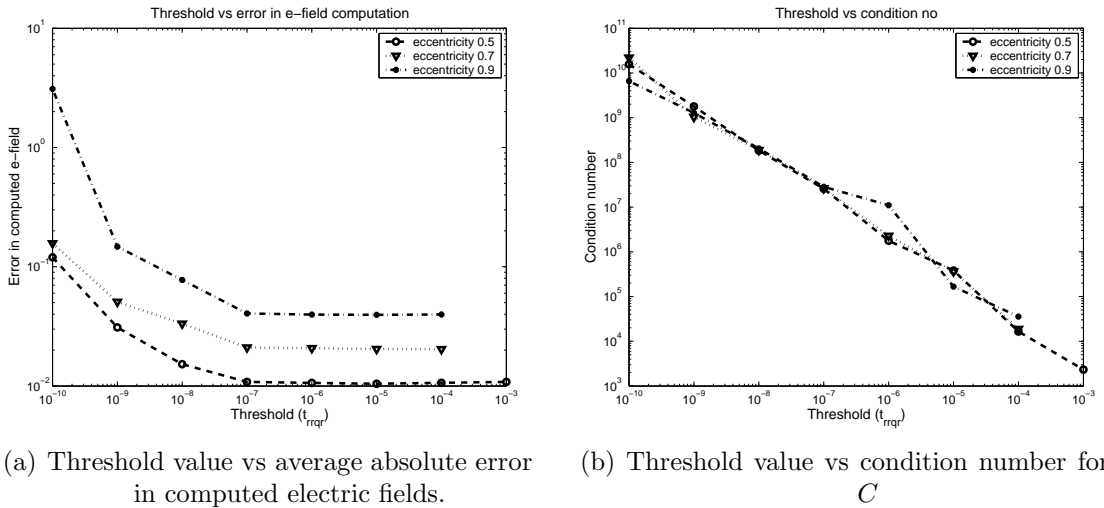 Threshold vs error in e−field computation
10^1
10^0
10^−1
10^−2
Error in computed e−field
eccentricity 0.5
eccentricity 0.7
eccentricity 0.9
10^−10 10^−9 10^−8 10^−7 10^−6 10^−5 10^−4 10^−3
Threshold (t_rrqr)
(a) Threshold value vs average absolute error
in computed electric fields.
Threshold vs condition no
10^11
10^10
10^9
10^8
10^7
10^6
10^5
10^4
10^3
Condition number
eccentricity 0.5
eccentricity 0.7
eccentricity 0.9
10^−10 10^−9 10^−8 10^−7 10^−6 10^−5 10^−4 10^−3
Threshold (t_rrqr)
(b) Threshold value vs condition number for
C